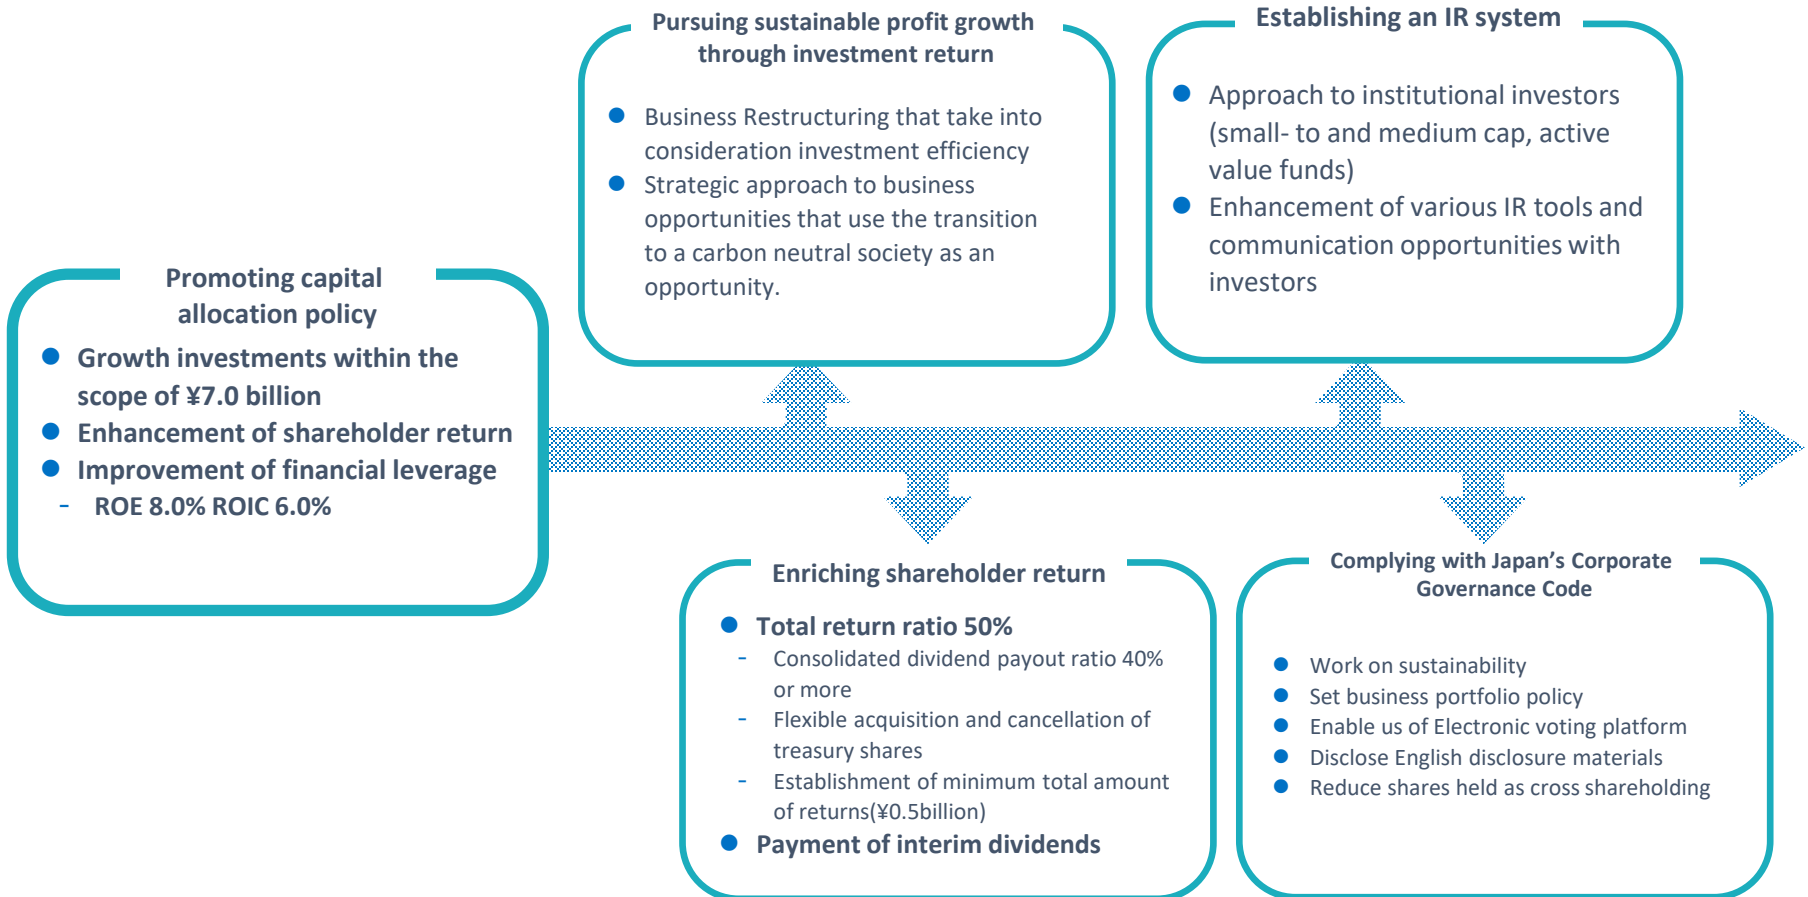 Promoting capital
allocation policy
● Growth investments within the
scope of ¥7.0 billion
● Enhancement of shareholder return
● Improvement of financial leverage
- ROE 8.0% ROIC 6.0%
Pursuing sustainable profit growth
through investment return
● Business Restructuring that take into
consideration investment efficiency
● Strategic approach to business
opportunities that use the transition
to a carbon neutral society as an
opportunity.
Establishing an IR system
● Approach to institutional investors
(small- to and medium cap, active
value funds)
● Enhancement of various IR tools and
communication opportunities with
investors
Enriching shareholder return
● Total return ratio 50%
- Consolidated dividend payout ratio 40%
or more
- Flexible acquisition and cancellation of
treasury shares
- Establishment of minimum total amount
of returns(¥0.5billion)
● Payment of interim dividends
Complying with Japan's Corporate
Governance Code
● Work on sustainability
● Set business portfolio policy
● Enable us of Electronic voting platform
● Disclose English disclosure materials
● Reduce shares held as cross shareholding